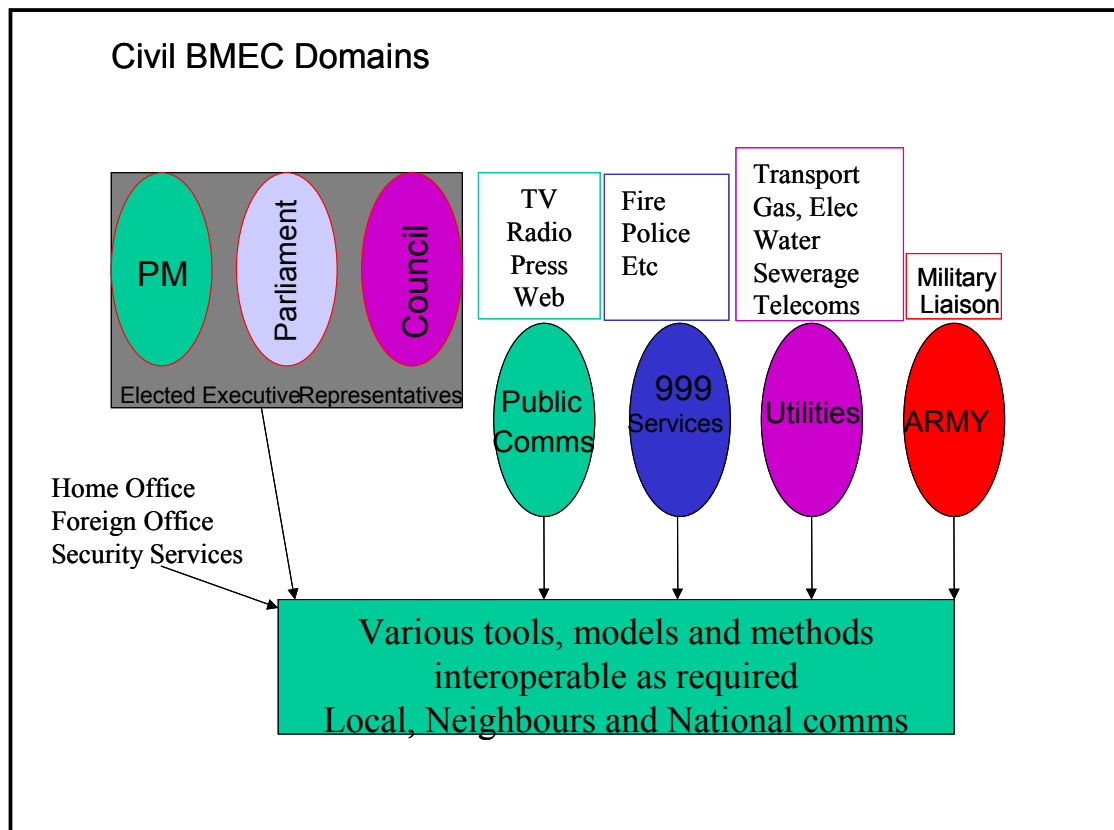 Civil BMEC Domains
PM
Parliament
Council
Elected Executive Representatives
TV
Radio
Press
Web
Fire
Police
Etc
Transport
Gas, Elec
Water
Sewerage
Telecoms
Military
Liaison
Public
Comms
999
Services
Utilities
ARMY
Home Office
Foreign Office
Security Services
Various tools, models and methods
interoperable as required
Local, Neighbours and National comms